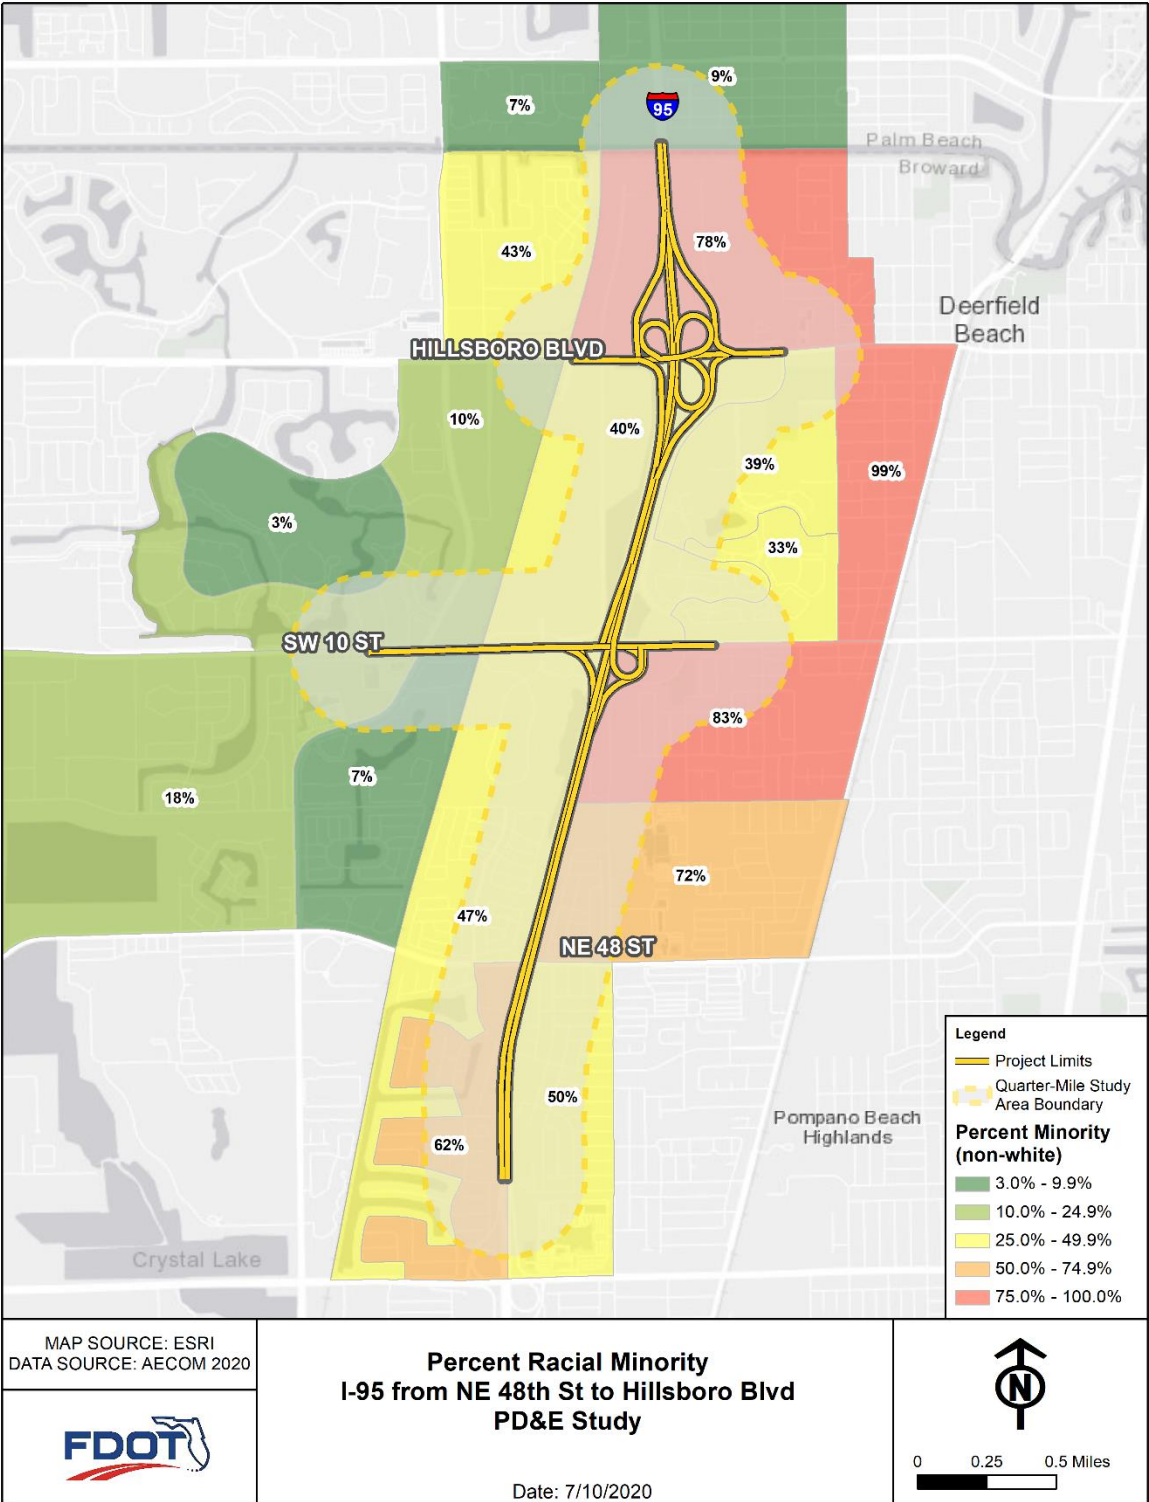 9%
7%
95
Palm Beach
Broward
78%
43%
Deerfield
Beach
HILLSBORO BLVD
10%
40%
39%
99%
3%
33%
SW 10 ST
83%
7%
18%
72%
47%
NE 48 ST
50%
62%
Pompano Beach
Highlands
Crystal Lake
Legend
Project Limits
Quarter-Mile Study
Area Boundary
Percent Minority
(non-white)
3.0% - 9.9%
10.0% - 24.9%
25.0% - 49.9%
50.0% - 74.9%
75.0% - 100.0%
MAP SOURCE: ESRI
DATA SOURCE: AECOM 2020
FDOT
Percent Racial Minority
I-95 from NE 48th St to Hillsboro Blvd
PD&E Study
Date: 7/10/2020
N
0 0.25 0.5 Miles